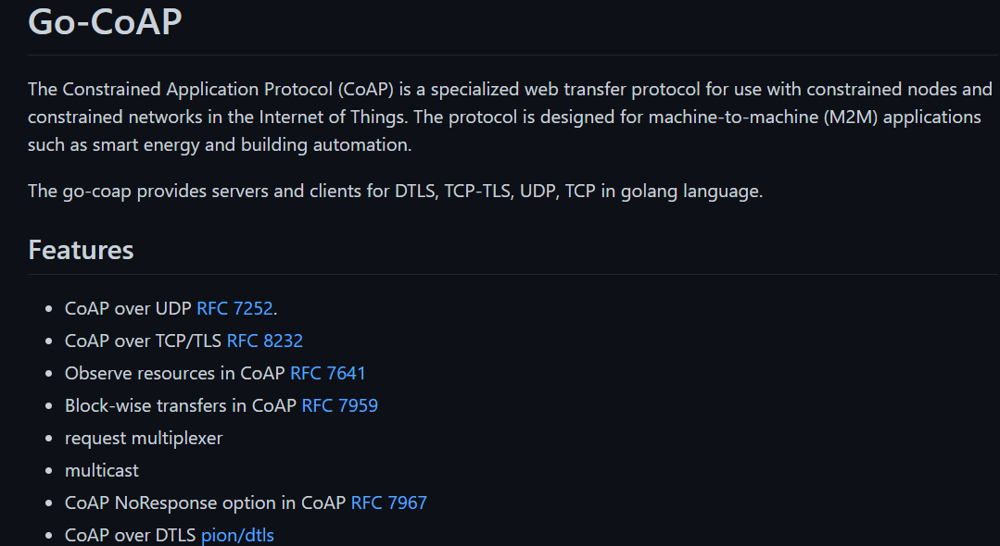 Go-CoAP
The Constrained Application Protocol (CoAP) is a specialized web transfer protocol for use with constrained nodes and
constrained networks in the Internet of Things. The protocol is designed for machine-to-machine (M2M) applications
such as smart energy and building automation.
The go-coap provides servers and clients for DTLS, TCP-TLS, UDP, TCP in golang language.
Features
• CoAP over UDP RFC 7252.
• CoAP over TCP/TLS RFC 8232
• Observe resources in CoAP RFC 7641
• Block-wise transfers in CoAP RFC 7959
• request multiplexer
• multicast
• CoAP NoResponse option in CoAP RFC 7967
• CoAP over DTLS pion/dtls